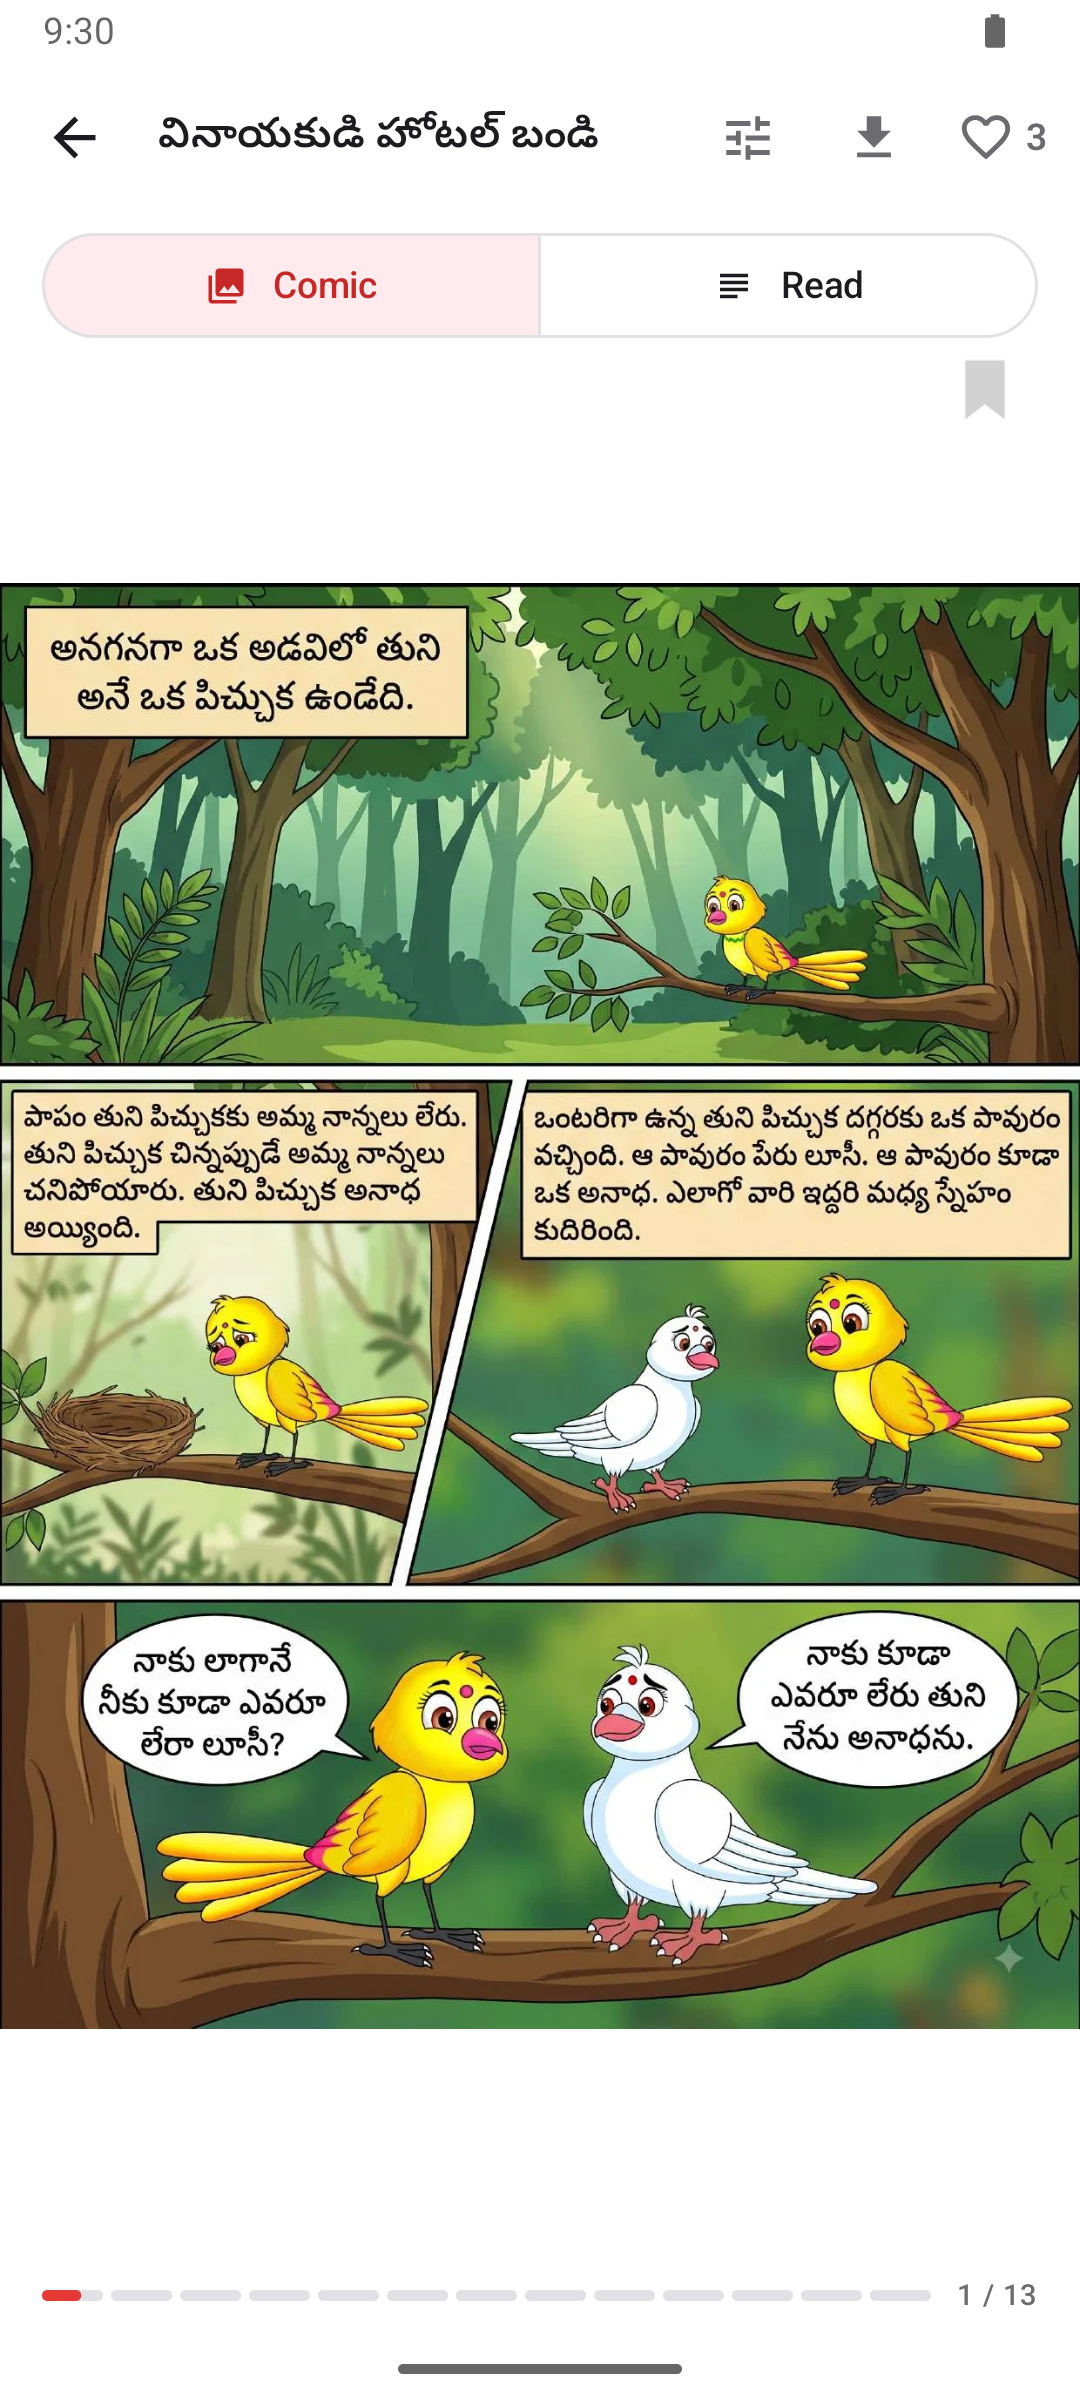 9:30
వినాయకుడి హోటల్ బండి
3
Comic
Read
అనగనగా ఒక అడవిలో తుని
అనే ఒక పిచ్చుక ఉండేది.
పాపం తుని పిచ్చుకకు అమ్మ నాన్నలు లేరు.
తుని పిచ్చుక చిన్నప్పుడే అమ్మ నాన్నలు
చనిపోయారు. తుని పిచ్చుక అనాధ
అయ్యింది.
ఒంటరిగా ఉన్న తుని పిచ్చుక దగ్గరకు ఒక పావురం
వచ్చింది. ఆ పావురం పేరు లూసీ. ఆ పావురం కూడా
ఒక అనాధ. ఎలాగో వారి ఇద్దరి మధ్య స్నేహం
కుదిరింది.
నాకు లాగానే
నీకు కూడా ఎవరూ
లేరా లూసీ?
నాకు కూడా
ఎవరూ లేరు తుని
నేను అనాధను.
1 / 13